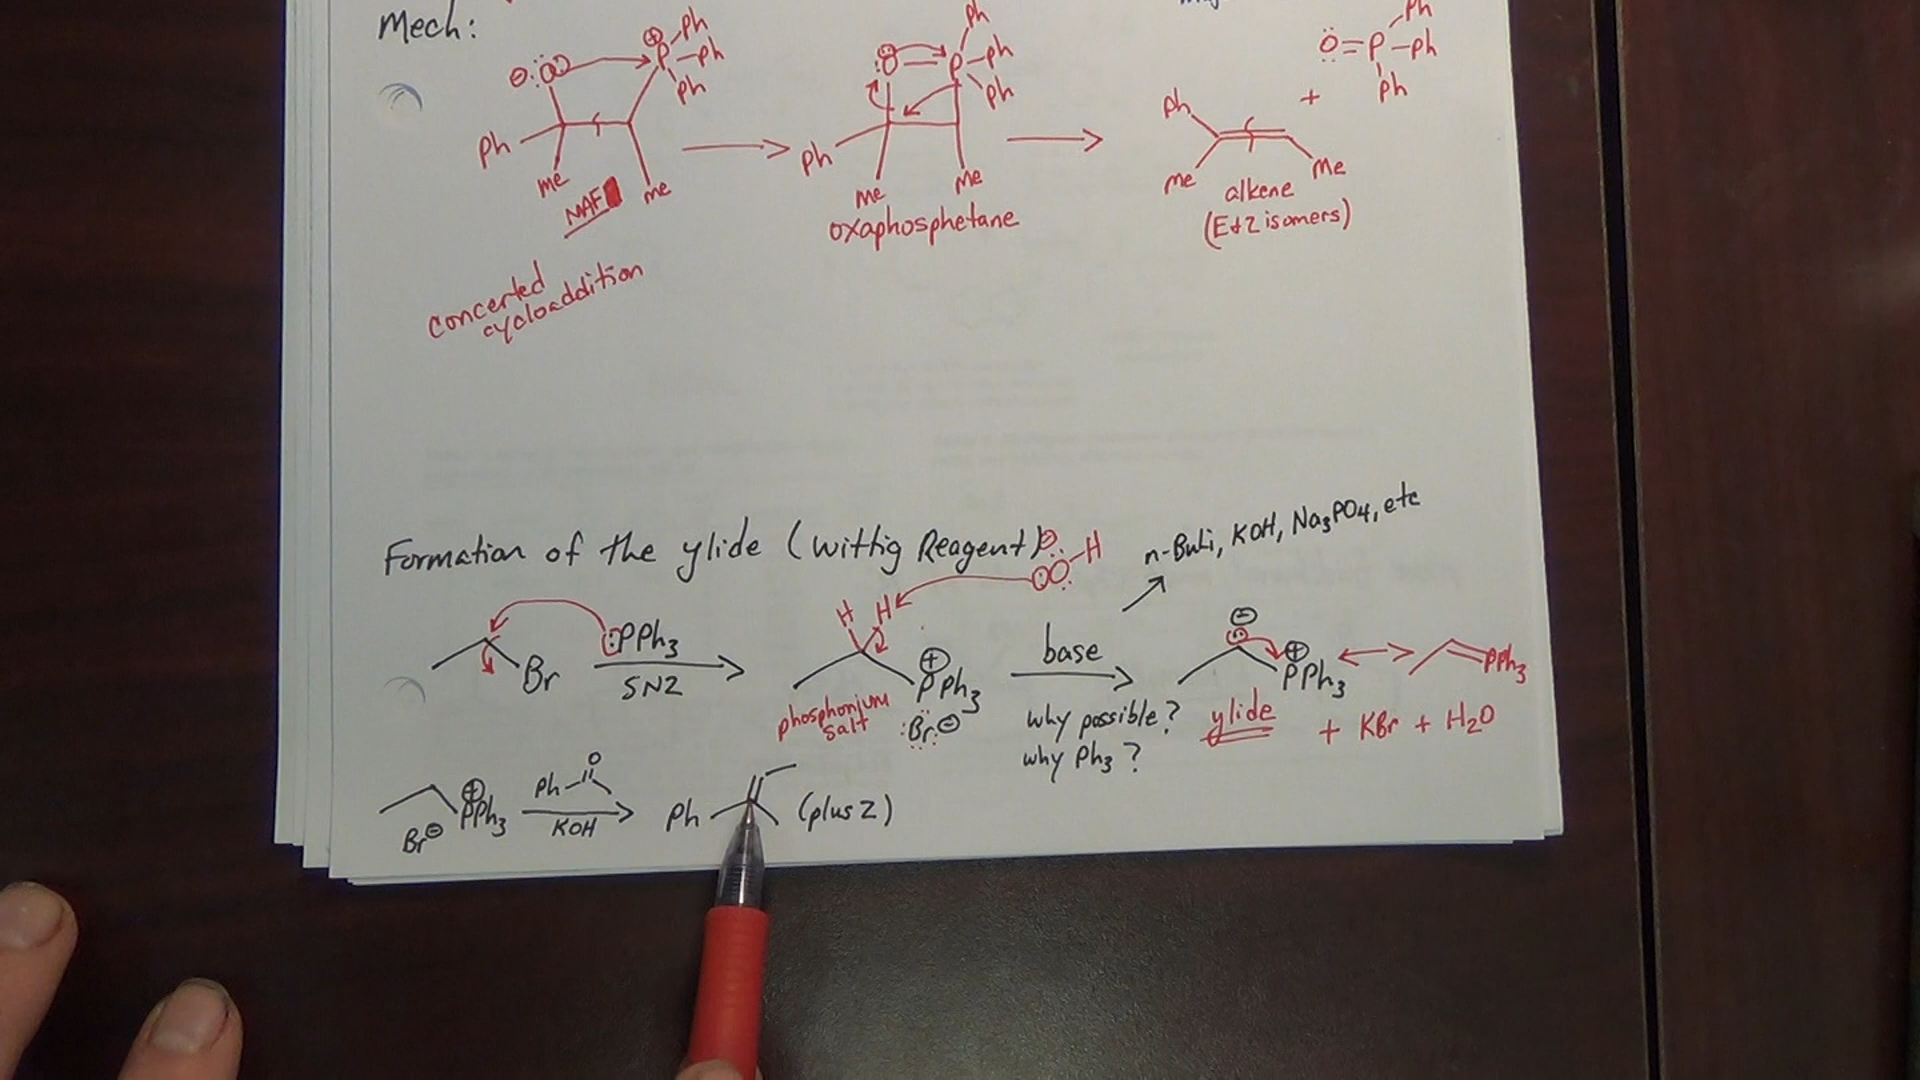 Mech:
⊖ :O: ⊕ P Ph Ph Ph
Ph Me Me
NAF
concerted
cycloaddition
:O: P Ph Ph Ph
Ph Me Me
oxaphosphetane
Ph Me Me
alkene
(E+Z isomers)
+ O=P Ph Ph Ph
Formation of the ylide (Wittig Reagent)
⊖ :O-H
n-BuLi, KOH, Na3PO4, etc
Br
:PPh3
SN2
H H
⊕ PPh3
phosphonium
salt
:Br:⊖
base
why possible?
why Ph3?
⊖ : ⊕ PPh3 ↔ PPh3
ylide + KBr + H2O
⊕ PPh3
Br⊖
Ph O
KOH
Ph (plus Z)